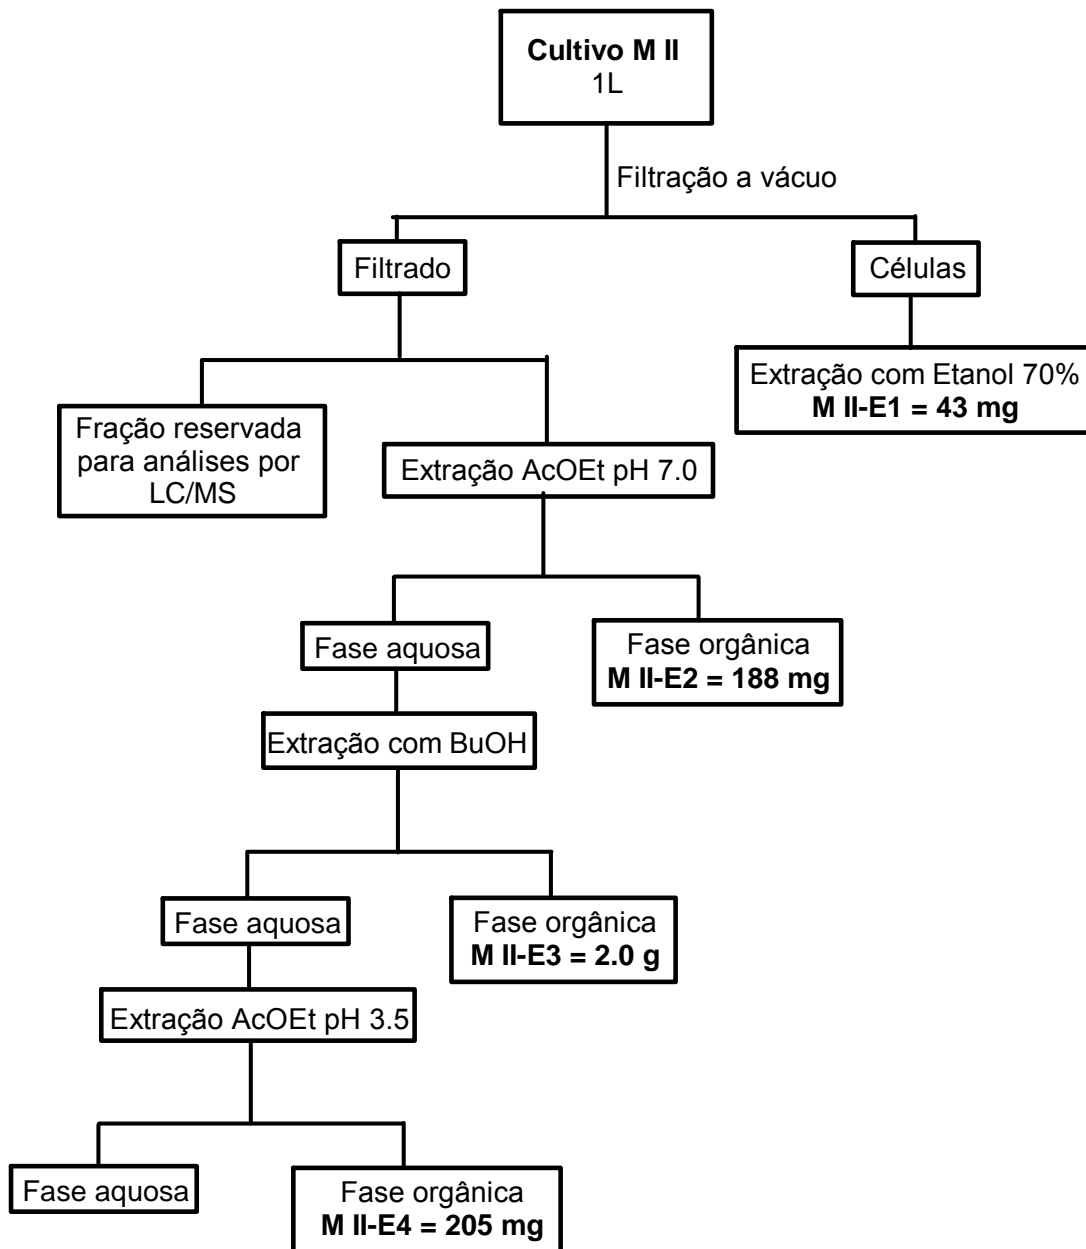 Cultivo M II
1L
Filtração a vácuo
Filtrado
Células
Extração com Etanol 70%
M II-E1 = 43 mg
Fração reservada
para análises por
LC/MS
Extração AcOEt pH 7.0
Fase aquosa
Fase orgânica
M II-E2 = 188 mg
Extração com BuOH
Fase aquosa
Fase orgânica
M II-E3 = 2.0 g
Extração AcOEt pH 3.5
Fase aquosa
Fase orgânica
M II-E4 = 205 mg